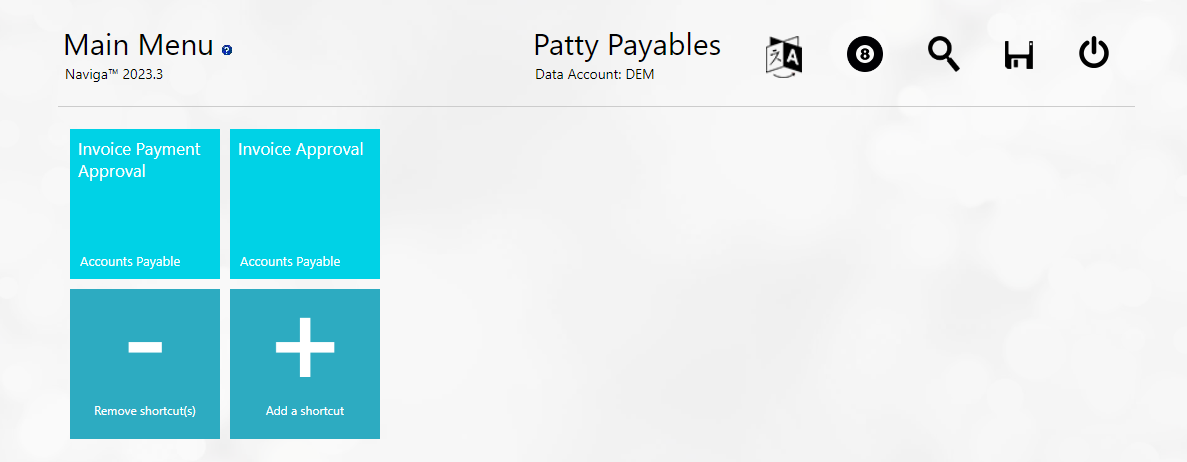 Main Menu ?
Naviga™ 2023.3
Patty Payables
Data Account: DEM
ス A
8
Invoice Payment
Approval
Accounts Payable
Invoice Approval
Accounts Payable
-
Remove shortcut(s)
+
Add a shortcut